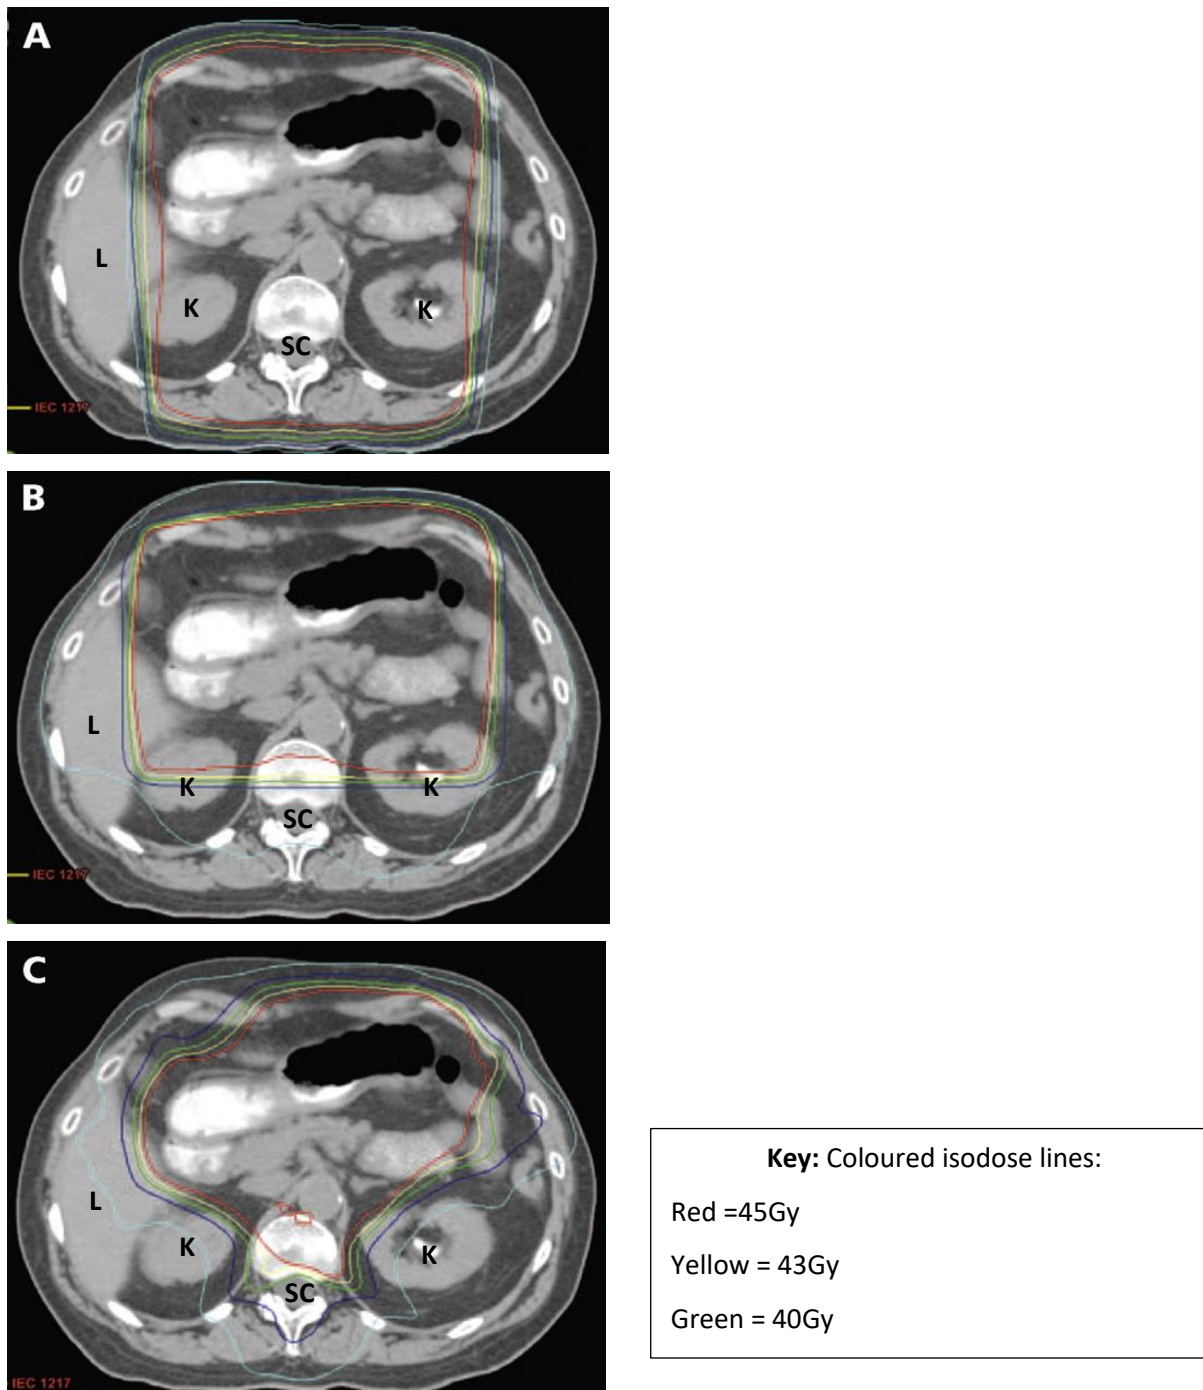 A
L
K
K
SC
IEC 1217
B
L
K
K
SC
IEC 1217
C
L
K
K
SC
IEC 1217
Key: Coloured isodose lines:
Red =45Gy
Yellow = 43Gy
Green = 40Gy